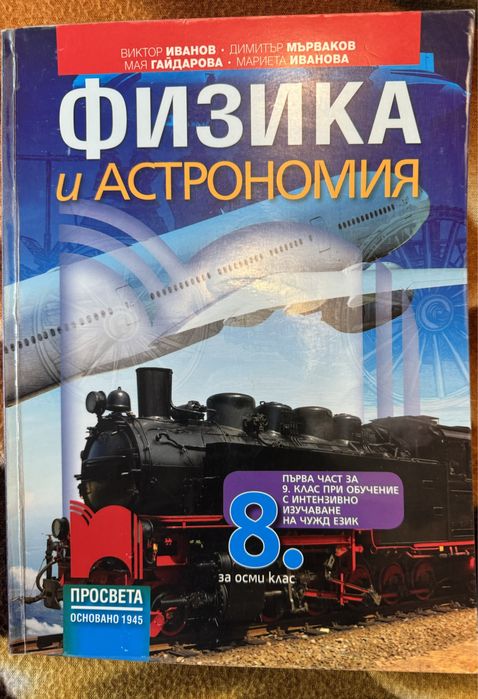 ВИКТОР ИВАНОВ • ДИМИТЪР МЪРВАКОВ
МАЯ ГАЙДАРОВА • МАРИЕТА ИВАНОВА
ФИЗИКА
и АСТРОНОМИЯ
ПЪРВА ЧАСТ ЗА
9. КЛАС ПРИ ОБУЧЕНИЕ
С ИНТЕНЗИВНО
ИЗУЧАВАНЕ
НА ЧУЖД ЕЗИК
8.
за осми клас
ПРОСВЕТА
ОСНОВАНО 1945